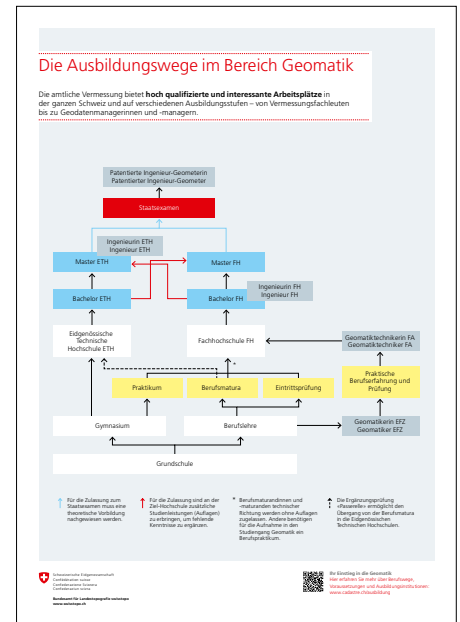 Die Ausbildungswege im Bereich Geomatik
Die amtliche Vermessung bietet hoch qualifizierte und interessante Arbeitsplätze in
der ganzen Schweiz und auf verschiedenen Ausbildungsstufen – von Vermessungsfachleuten
bis zu Geodatenmanagerinnen und -managern.
Patentierte Ingenieur-Geometerin
Patentierter Ingenieur-Geometer
Staatsexamen
Ingenieurin ETH
Ingenieur ETH
Master ETH
Master FH
Ingenieurin FH
Ingenieur FH
Bachelor ETH
Bachelor FH
Eidgenössische
Technische
Hochschule ETH
Fachhochschule FH
Geomatiktechnikerin FA
Geomatiktechniker FA
*
Praktikum
Berufsmatura
Eintrittsprüfung
Praktische
Berufserfahrung und
Prüfung
Gymnasium
Berufslehre
Geomatikerin EFZ
Geomatiker EFZ
Grundschule
Für die Zulassung zum
Staatsexamen muss eine
theoretische Vorbildung
nachgewiesen werden.
Für die Zulassung sind an der
Ziel-Hochschule zusätzliche
Studienleistungen (Auflagen)
zu erbringen, um fehlende
Kenntnisse zu ergänzen.
* Berufsmaturandinnen und
-maturanden technischer
Richtung werden ohne Auflagen
zugelassen. Andere benötigen
für die Aufnahme in den
Studiengang Geomatik ein
Berufspraktikum.
Die Ergänzungsprüfung
«Passerelle» ermöglicht den
Übergang von der Berufsmatura
in die Eidgenössischen
Technischen Hochschulen.
Schweizerische Eidgenossenschaft
Confédération suisse
Confederazione Svizzera
Confederaziun svizra
Bundesamt für Landestopografie swisstopo
www.swisstopo.ch
Ihr Einstieg in die Geomatik
Hier erfahren Sie mehr über Berufswege,
Voraussetzungen und Ausbildungsinstitutionen:
www.cadastre.ch/ausbildung